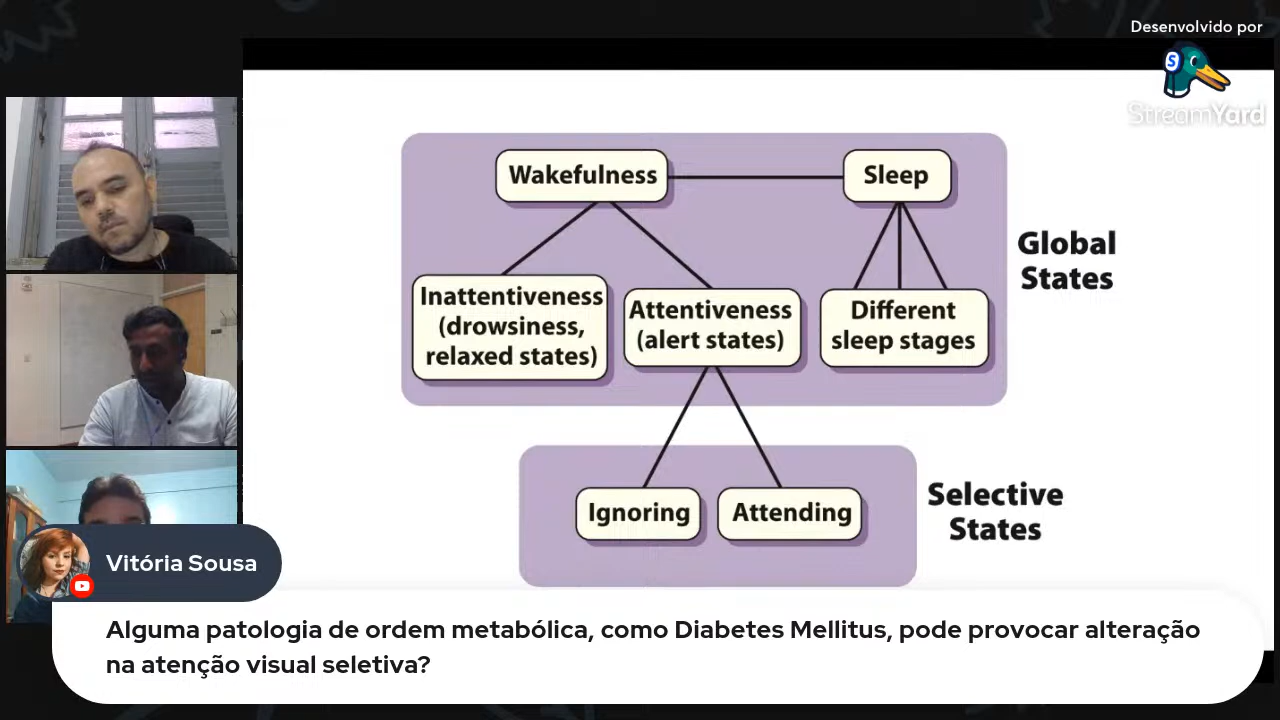 Desenvolvido por
S
StreamYard
Wakefulness
Sleep
Global
States
Inattentiveness
(drowsiness,
relaxed states)
Attentiveness
(alert states)
Different
sleep stages
Ignoring
Attending
Selective
States
Vitória Sousa
Alguma patologia de ordem metabólica, como Diabetes Mellitus, pode provocar alteração
na atenção visual seletiva?